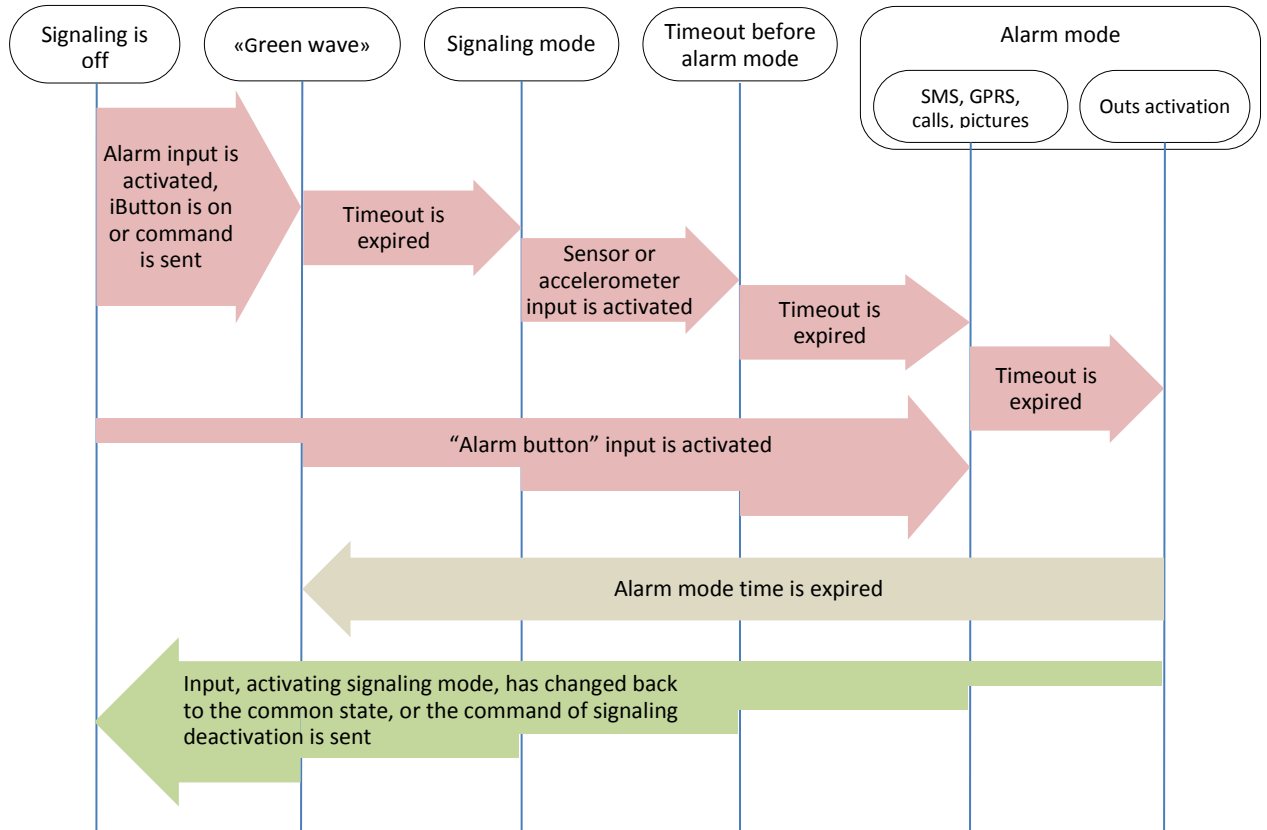 Signaling is
off
«Green wave»
Signaling mode
Timeout before
alarm mode
Alarm mode
SMS, GPRS,
calls, pictures
Outs activation
Alarm input is
activated,
iButton is on
or command
is sent
Timeout is
expired
Sensor or
accelerometer
input is activated
Timeout is
expired
Timeout is
expired
“Alarm button” input is activated
Alarm mode time is expired
Input, activating signaling mode, has changed back
to the common state, or the command of signaling
deactivation is sent